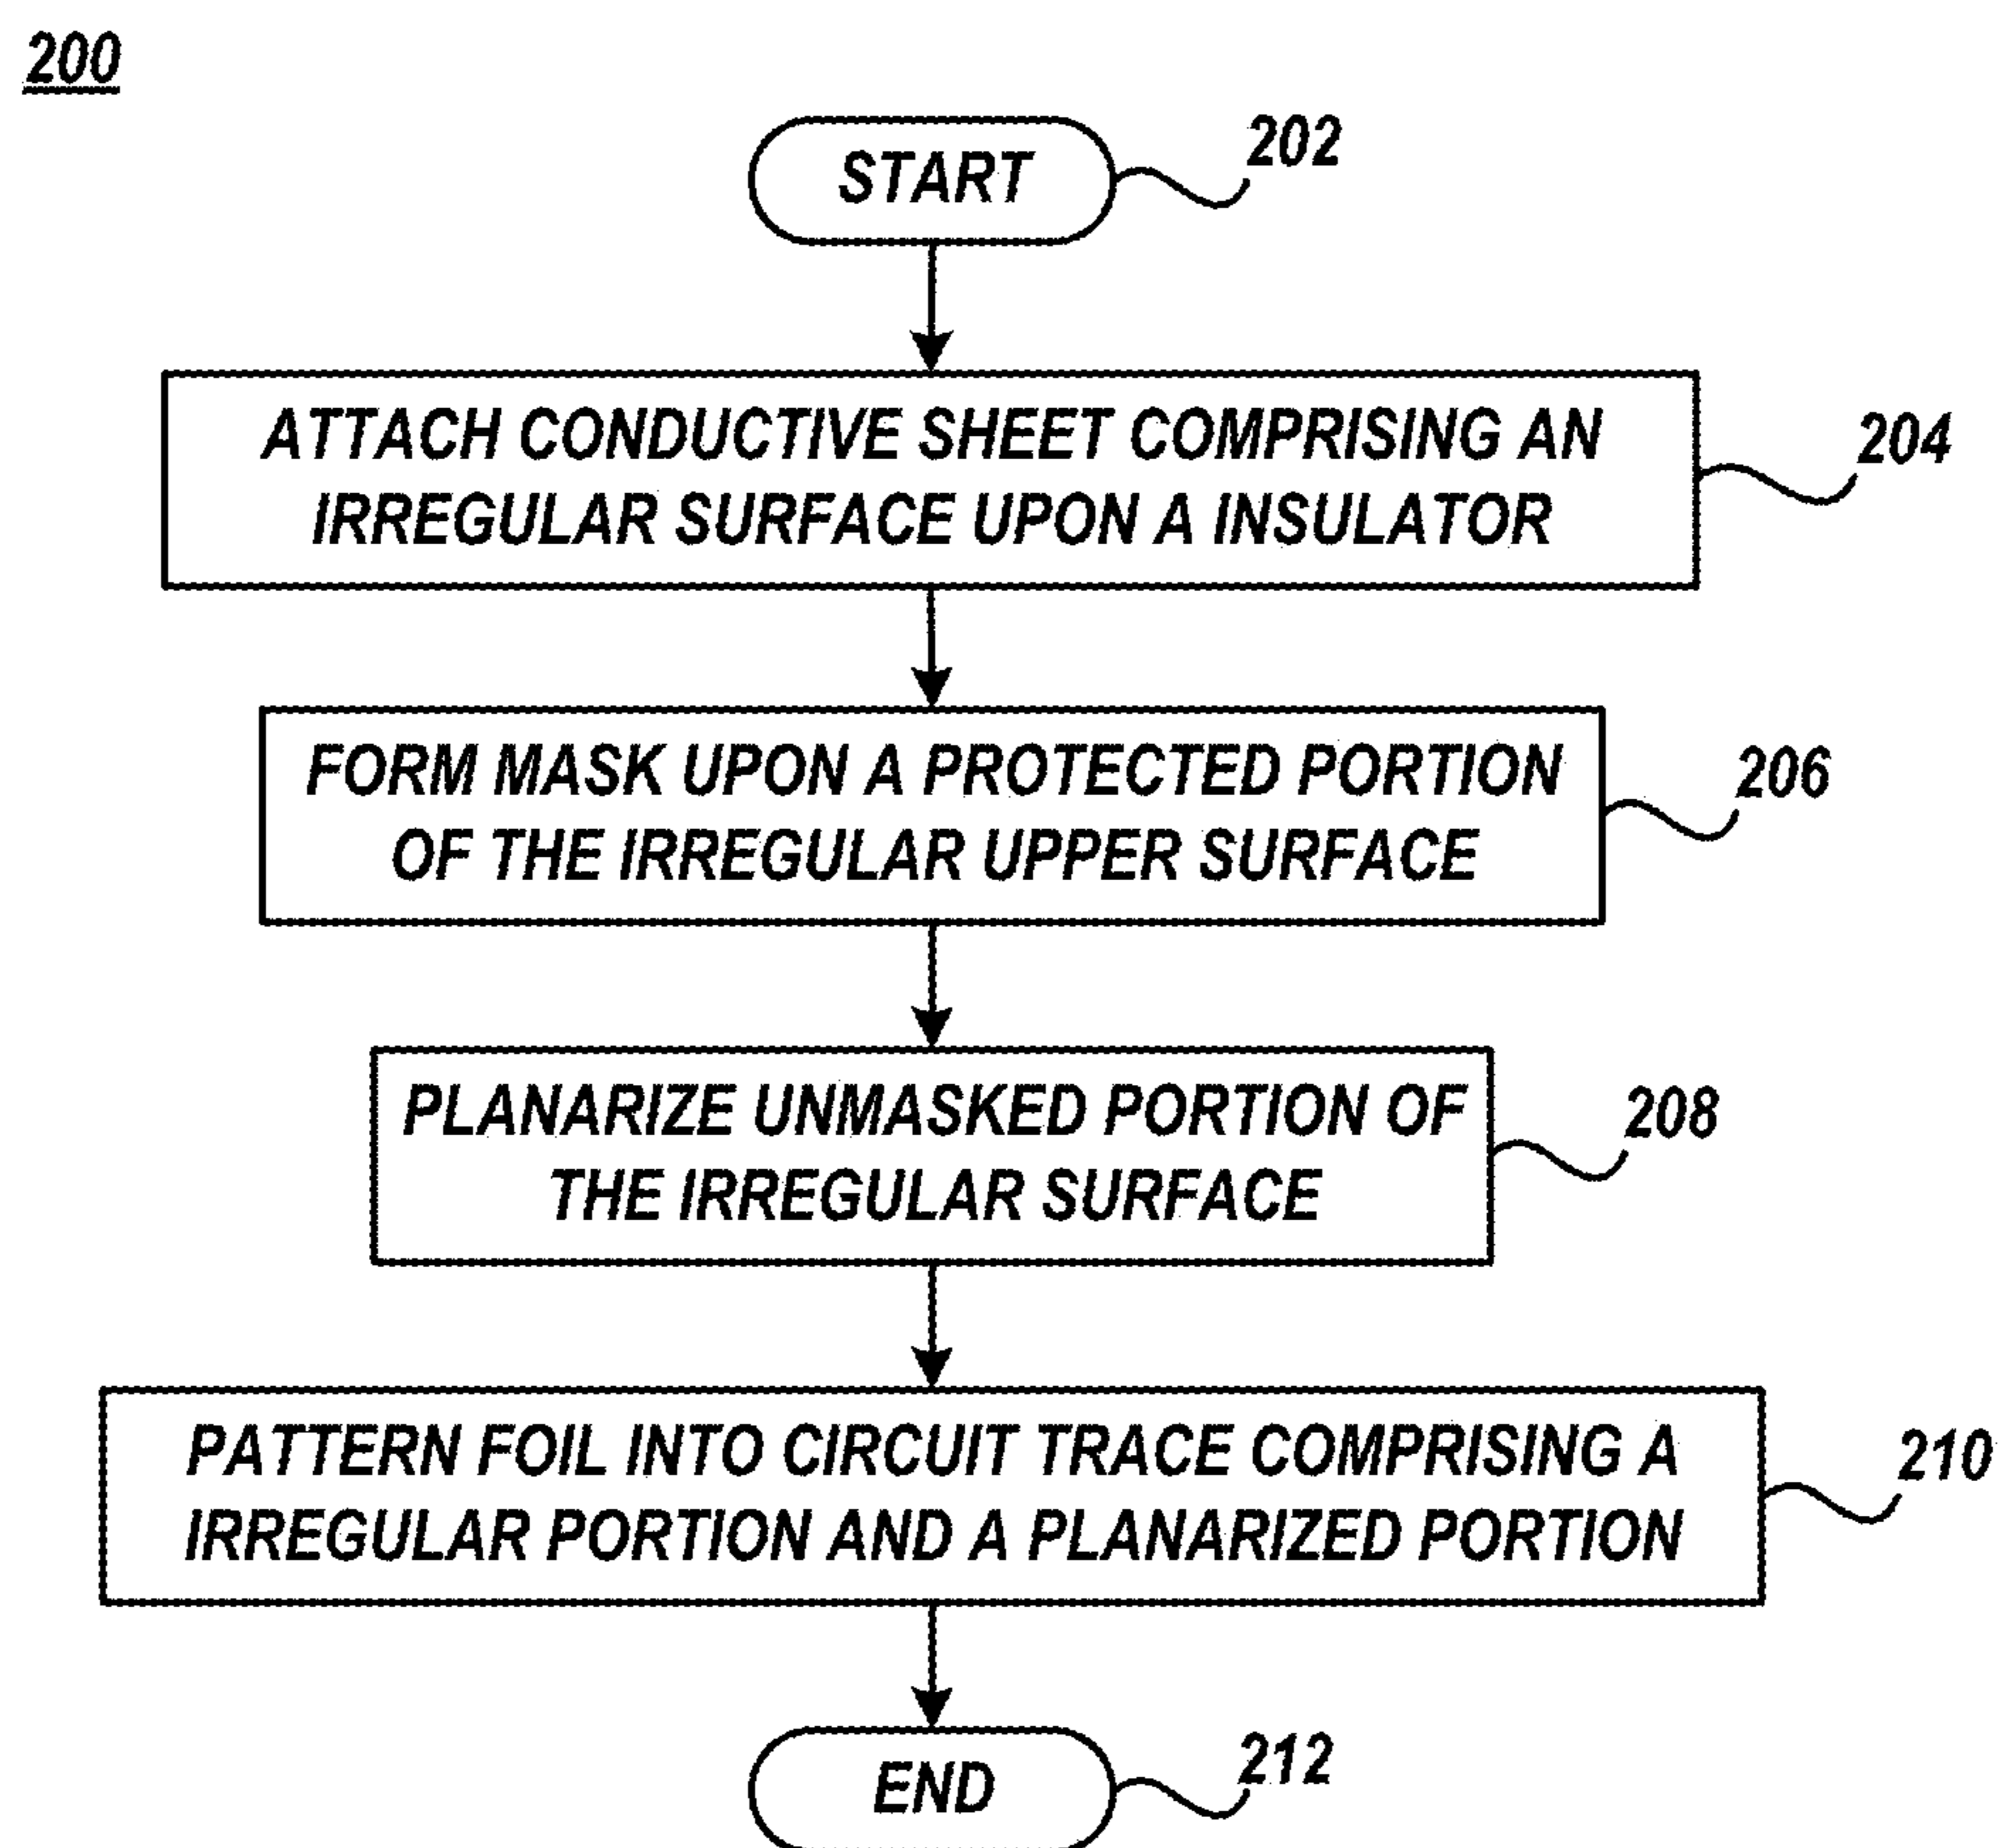 200
START
202
ATTACH CONDUCTIVE SHEET COMPRISING AN
IRREGULAR SURFACE UPON A INSULATOR
204
FORM MASK UPON A PROTECTED PORTION
OF THE IRREGULAR UPPER SURFACE
206
PLANARIZE UNMASKED PORTION OF
THE IRREGULAR SURFACE
208
PATTERN FOIL INTO CIRCUIT TRACE COMPRISING A
IRREGULAR PORTION AND A PLANARIZED PORTION
210
END
212